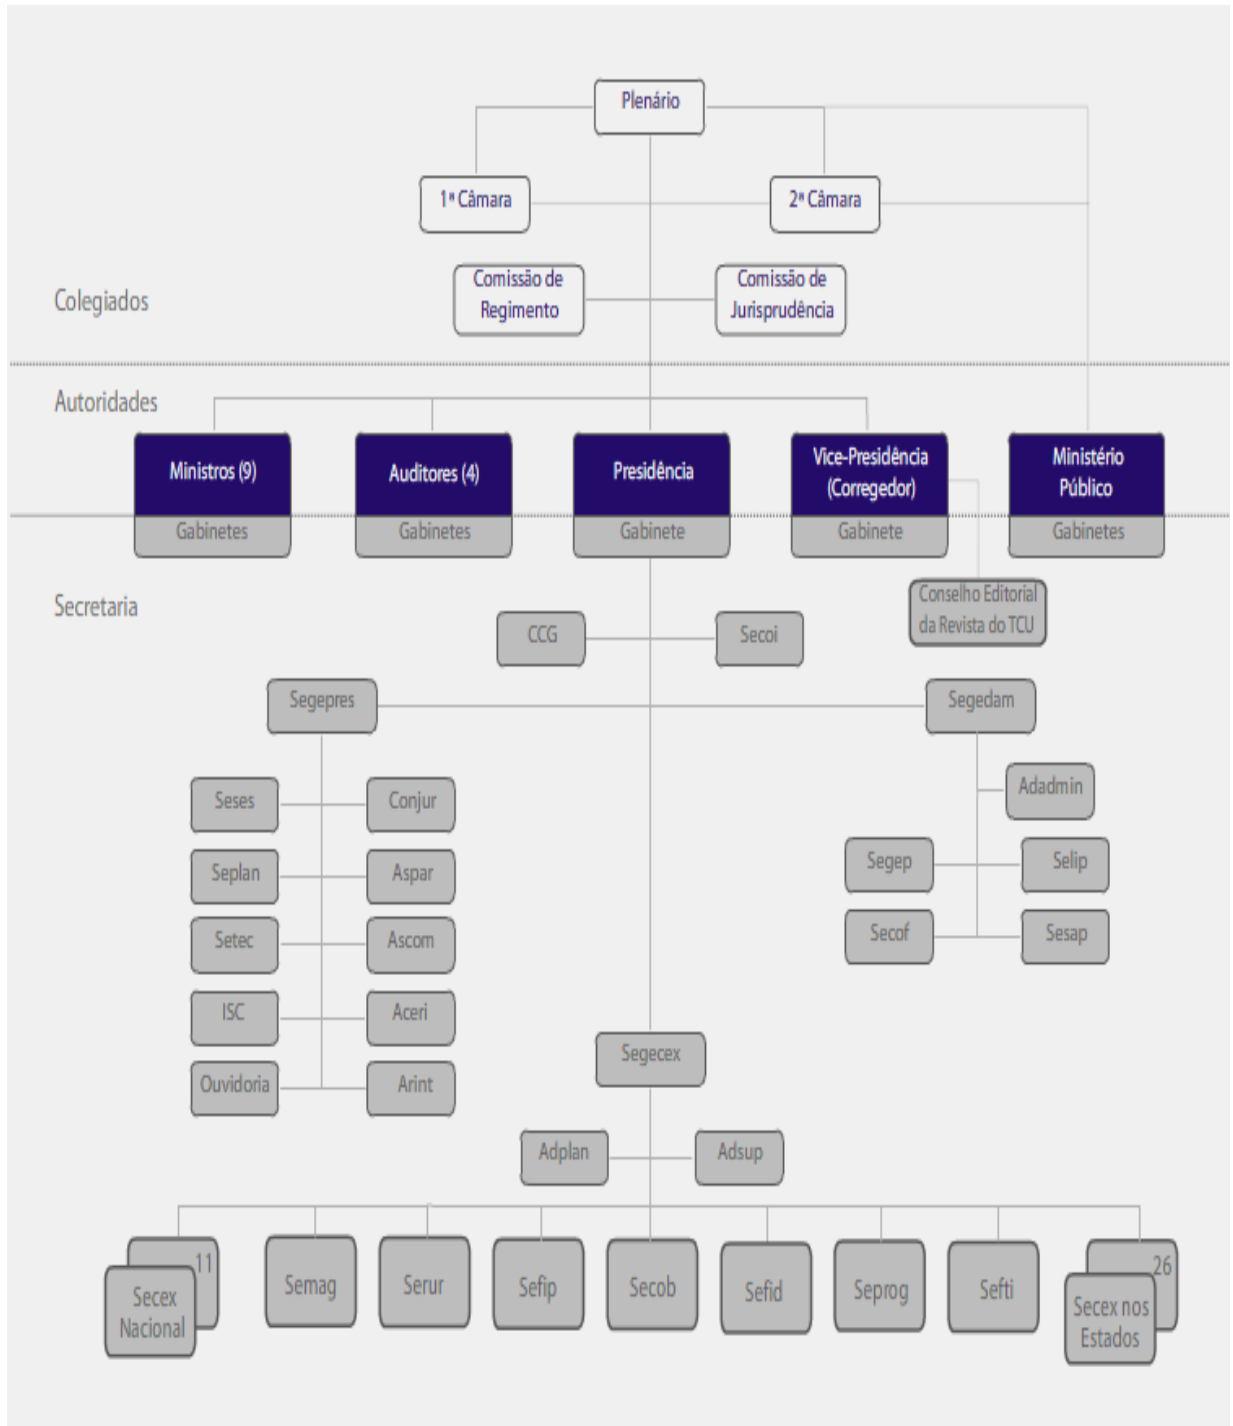 Plenário
1ª Câmara
2ª Câmara
Comissão de
Regimento
Comissão de
Jurisprudência
Colegiados
Autoridades
Ministros (9)
Gabinetes
Auditores (4)
Gabinetes
Presidência
Gabinete
Vice-Presidência
(Corregedor)
Gabinete
Ministério
Público
Gabinetes
Secretaria
Conselho Editorial
da Revista do TCU
CCG
Secoi
Segepres
Segedam
Seses
Conjur
Seplan
Aspar
Setec
Ascom
ISC
Aceri
Ouvidoria
Arint
Adadmin
Segep
Selip
Secof
Sesap
Segecex
Adplan
Adsup
11
Secex
Nacional
Semag
Serur
Sefip
Secob
Sefid
Seprog
Sefti
26
Secex nos
Estados